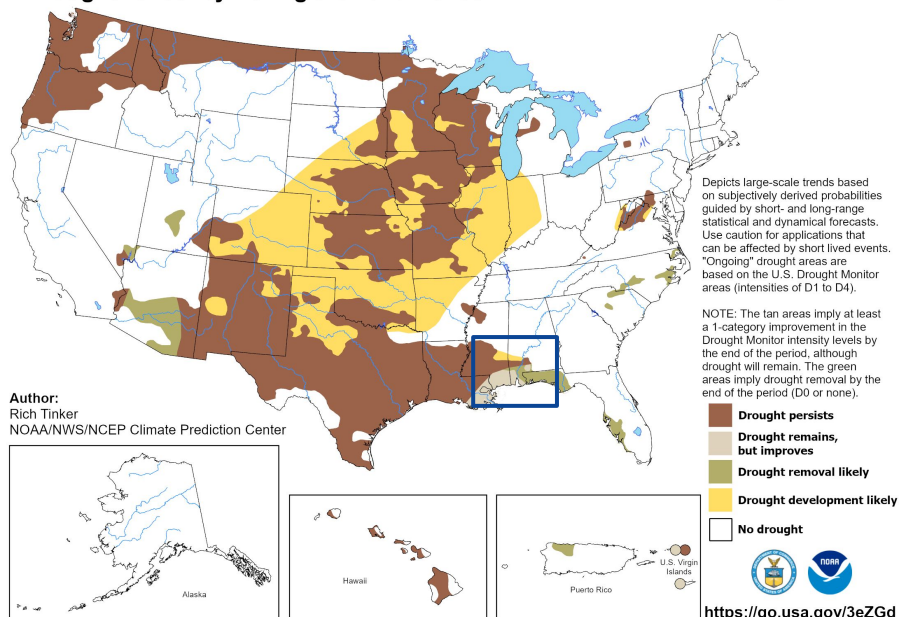 Depicts large-scale trends based
on subjectively derived probabilities
guided by short- and long-range
statistical and dynamical forecasts.
Use caution for applications that
can be affected by short lived events.
"Ongoing" drought areas are
based on the U.S. Drought Monitor
areas (intensities of D1 to D4).
NOTE: The tan areas imply at least
a 1-category improvement in the
Drought Monitor intensity levels by
the end of the period, although
drought will remain. The green
areas imply drought removal by the
end of the period (D0 or none).
Author:
Rich Tinker
NOAA/NWS/NCEP Climate Prediction Center
Drought persists
Drought remains,
but improves
Drought removal likely
Drought development likely
No drought
Alaska
Hawaii
Puerto Rico
U.S. Virgin
Islands
NOAA
https://go.usa.gov/3eZGd